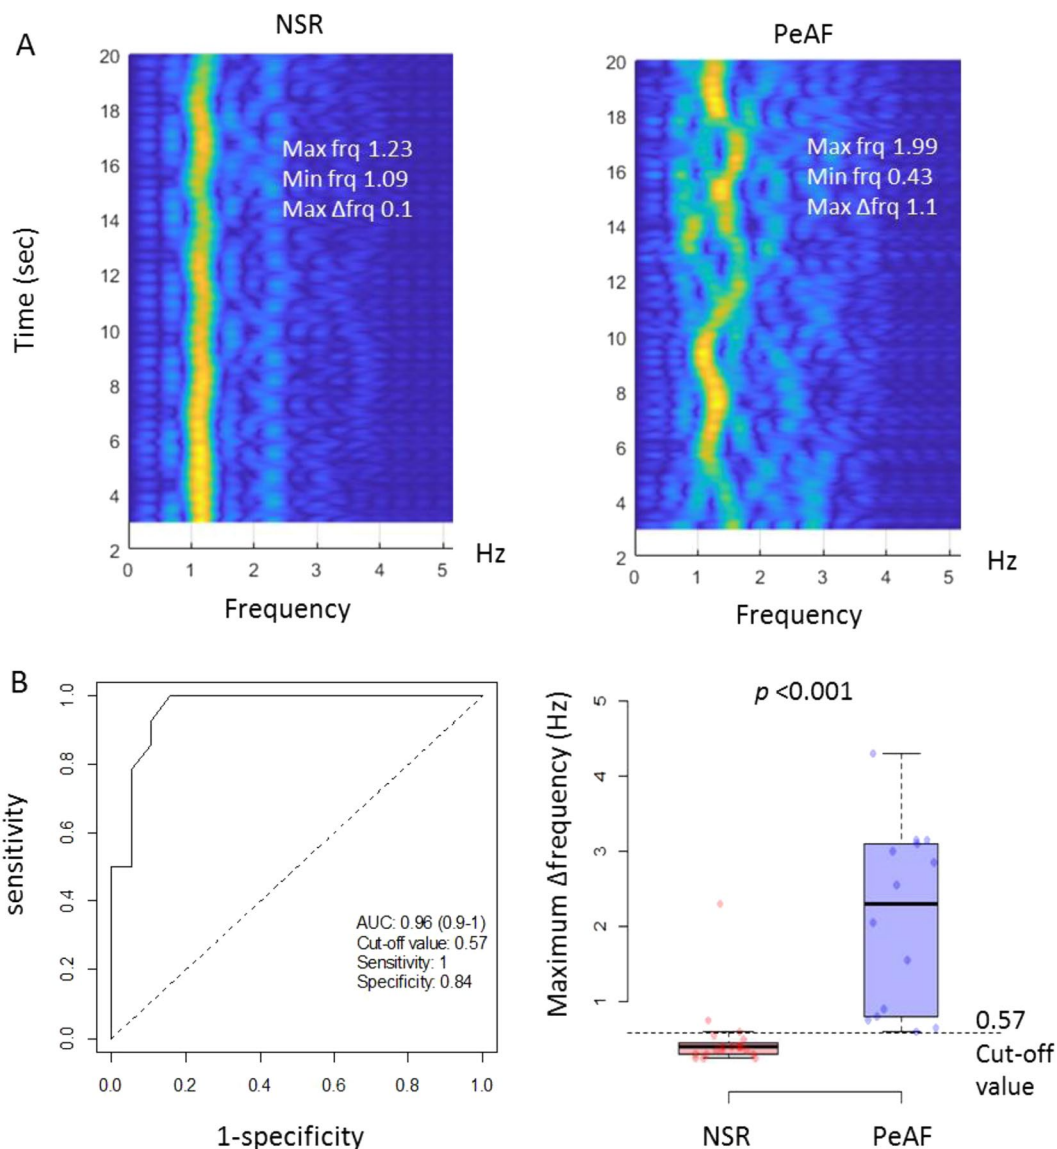 A
NSR
PeAF
20
18
16
14
12
10
8
6
4
2
Time (sec)
Max frq 1.23
Min frq 1.09
Max Δfrq 0.1
0 1 2 3 4 5
Hz
Frequency
20
18
16
14
12
10
8
6
4
2
Max frq 1.99
Min frq 0.43
Max Δfrq 1.1
0 1 2 3 4 5
Hz
Frequency
B
sensitivity
1.0
0.8
0.6
0.4
0.2
0.0
AUC: 0.96 (0.9-1)
Cut-off value: 0.57
Sensitivity: 1
Specificity: 0.84
0.0 0.2 0.4 0.6 0.8 1.0
1-specificity
Maximum Δfrequency (Hz)
p <0.001
5
4
3
2
1
0.57
Cut-off
value
NSR PeAF